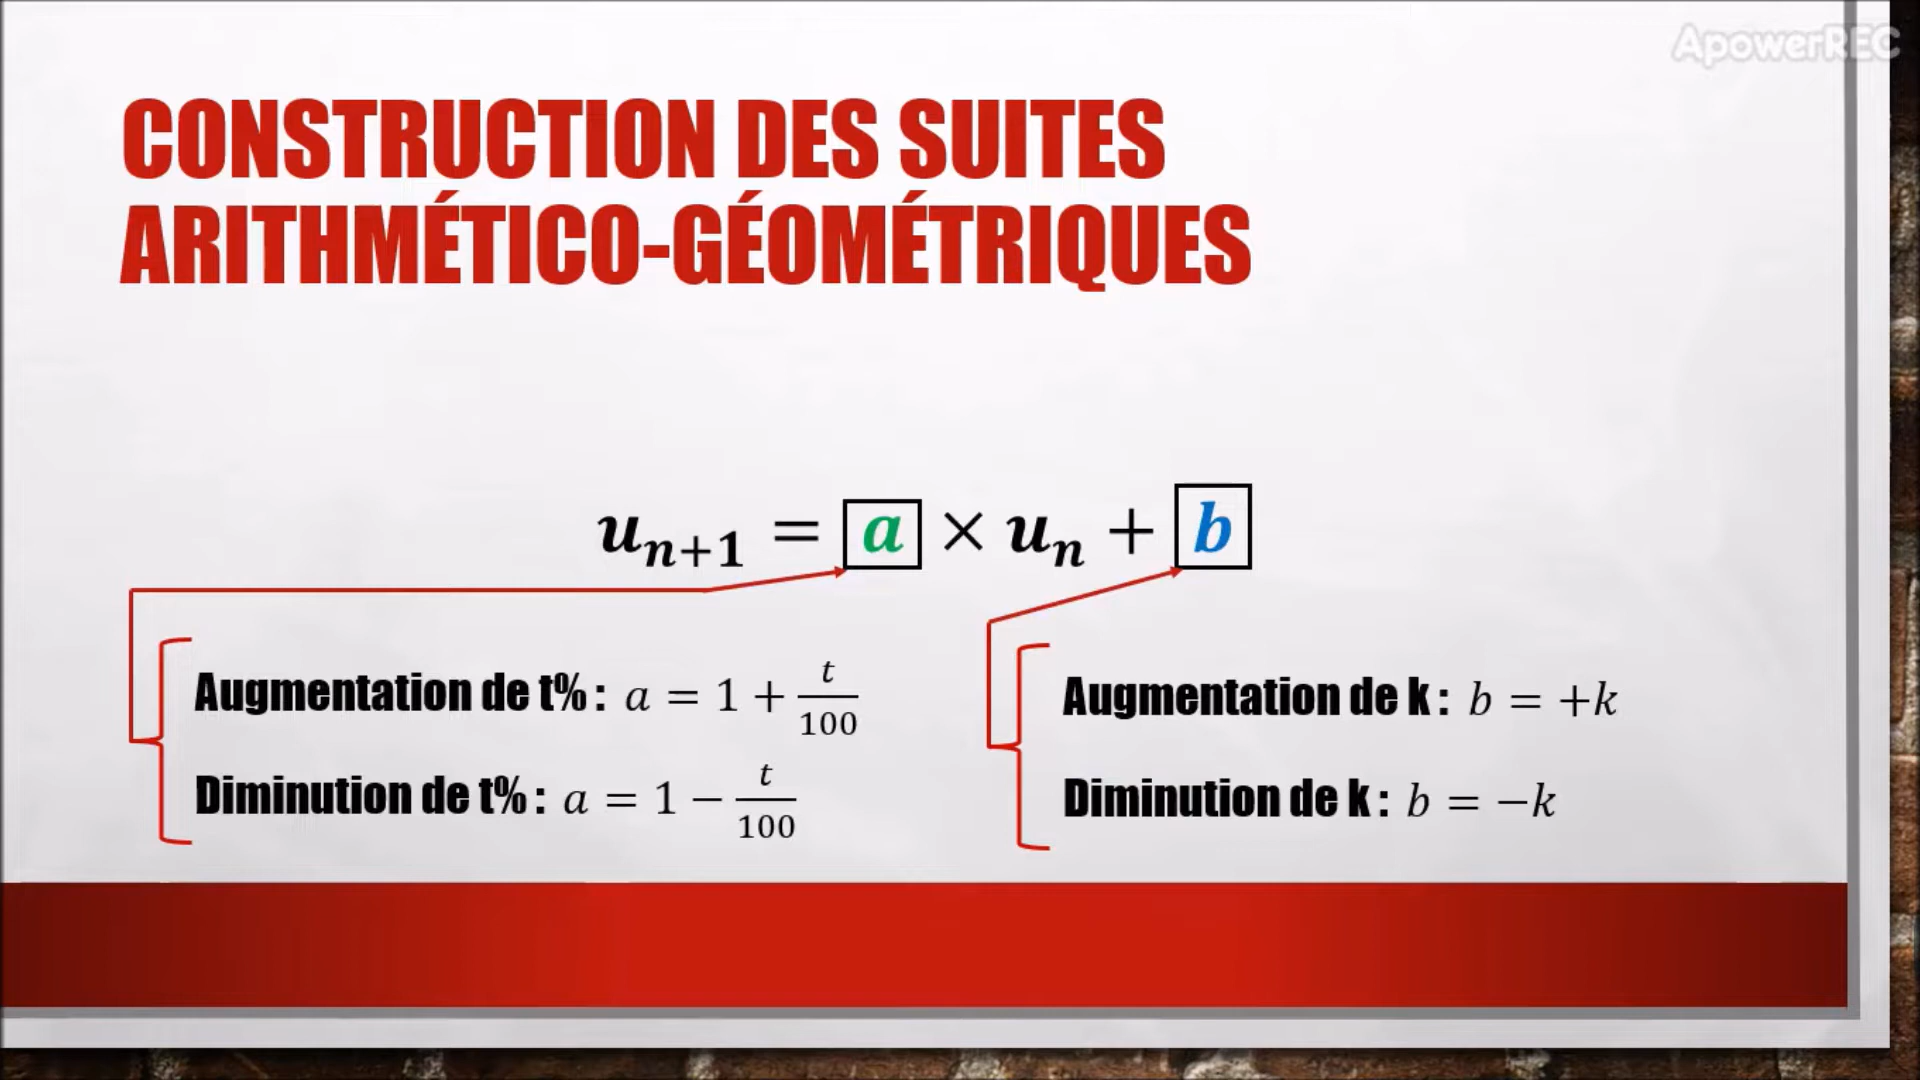 ApowerREC
CONSTRUCTION DES SUITES
ARITHMÉTICO-GÉOMÉTRIQUES
u_{n+1} = a × u_n + b
Augmentation de t% : a = 1 + t/100
Diminution de t% : a = 1 − t/100
Augmentation de k : b = +k
Diminution de k : b = −k